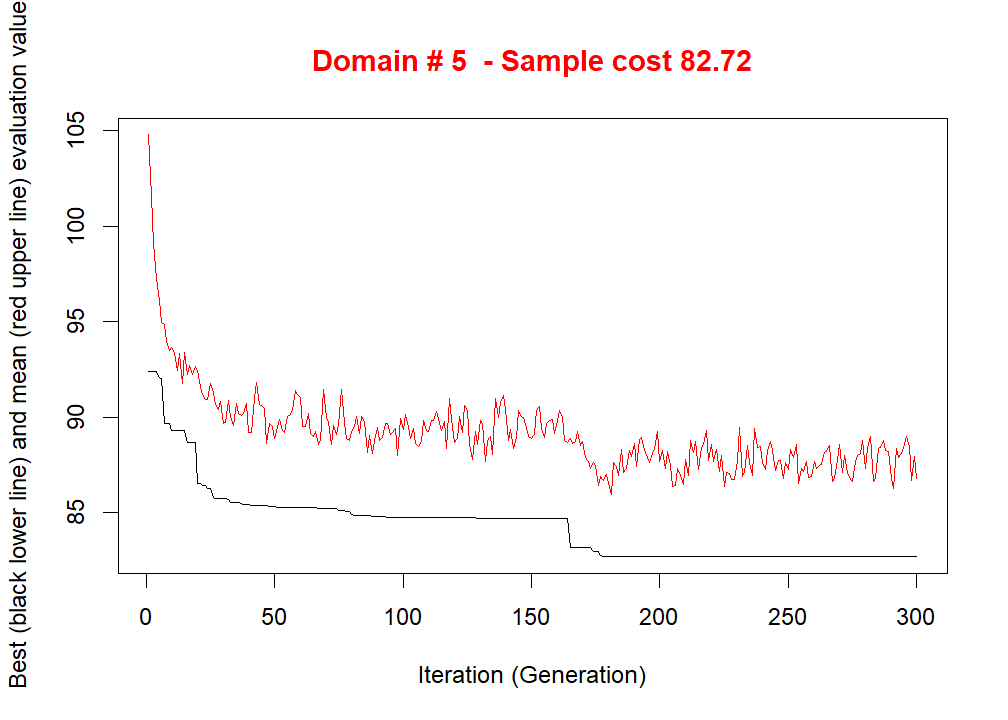 Domain # 5  - Sample cost 82.72
Best (black lower line) and mean (red upper line) evaluation value
105
100
95
90
85
0 50 100 150 200 250 300
Iteration (Generation)